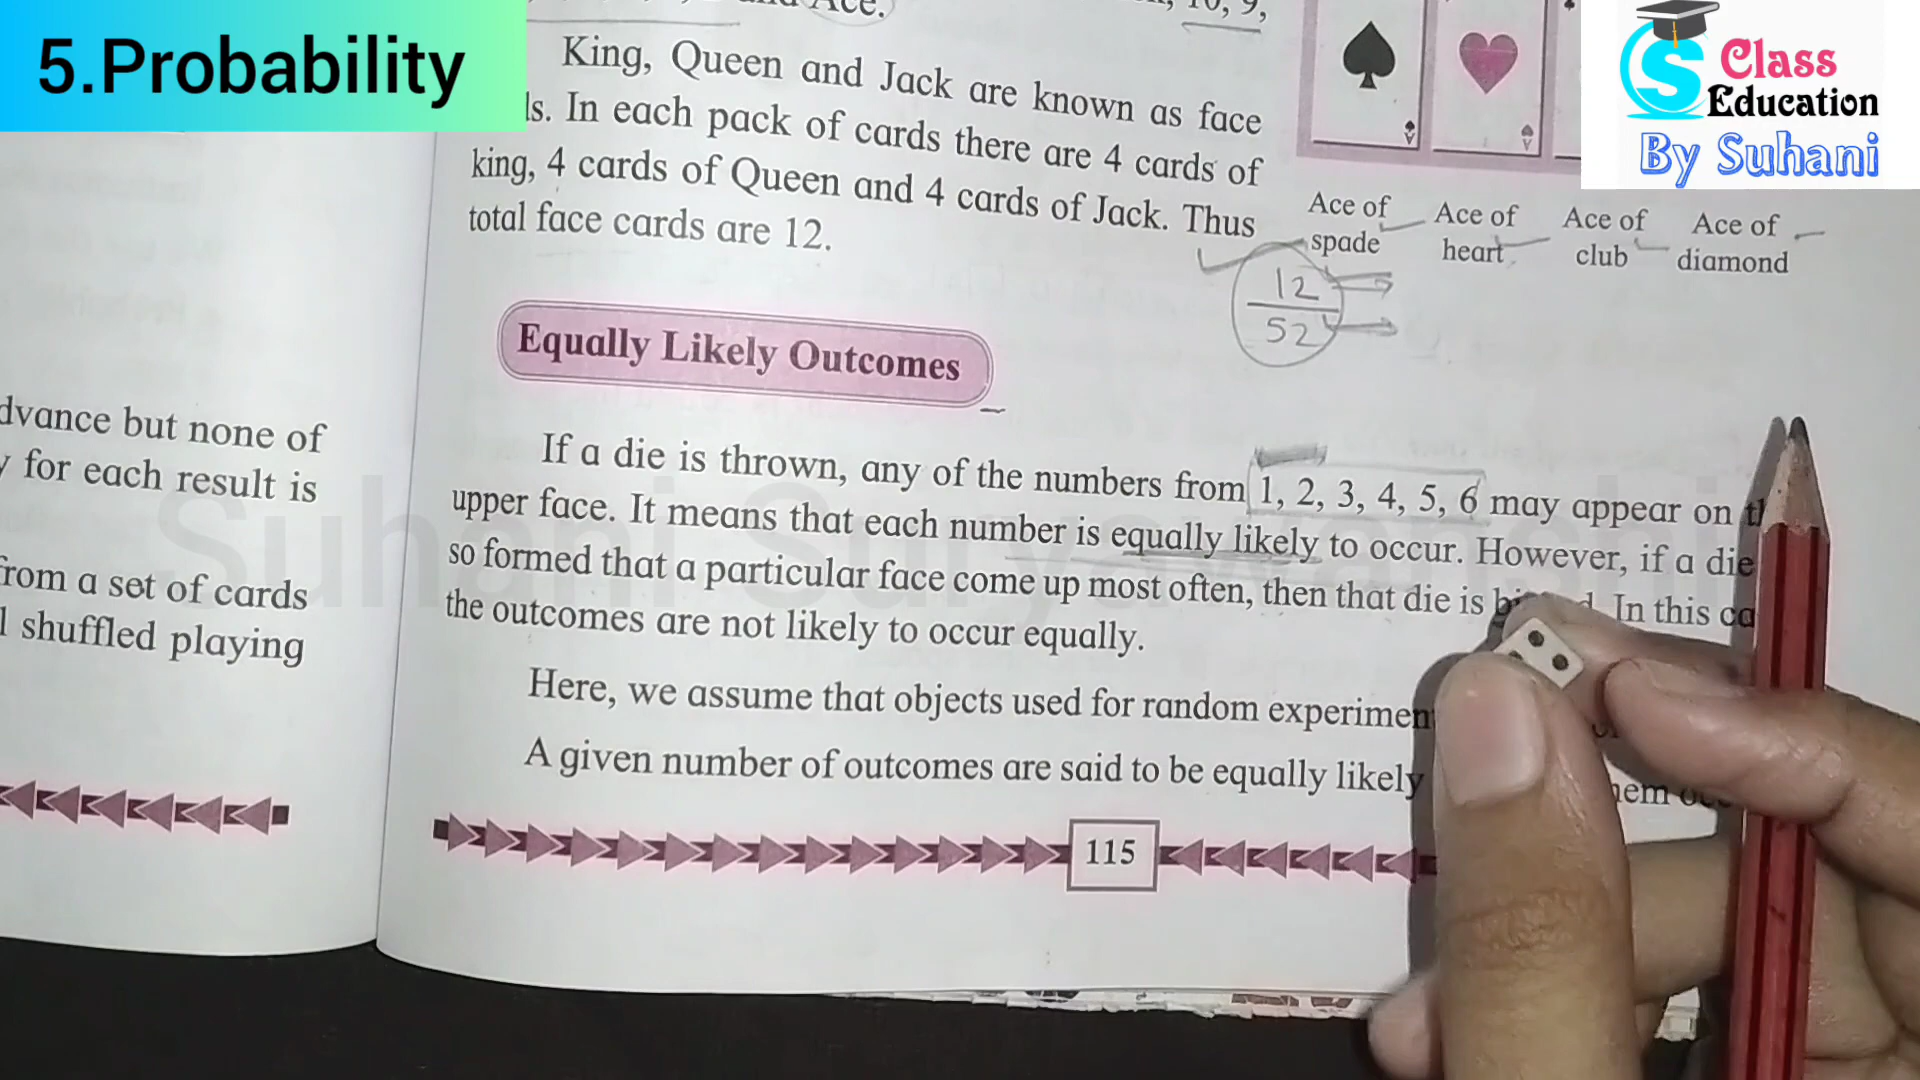 5.Probability
Ace.
10, 9,
King, Queen and Jack are known as face
In each pack of cards there are 4 cards of
king, 4 cards of Queen and 4 cards of Jack. Thus
total face cards are 12.
Class
Education
By Suhani
Ace of spade
Ace of heart
Ace of club
Ace of diamond
12
52
Equally Likely Outcomes
If a die is thrown, any of the numbers from 1, 2, 3, 4, 5, 6 may appear on
upper face. It means that each number is equally likely to occur. However, if a die
so formed that a particular face come up most often, then that die is In this
the outcomes are not likely to occur equally.
Here, we assume that objects used for random
A given number of outcomes are said to be equally likely
115
but none of
for each result is
a set of cards
shuffled playing
Suhani